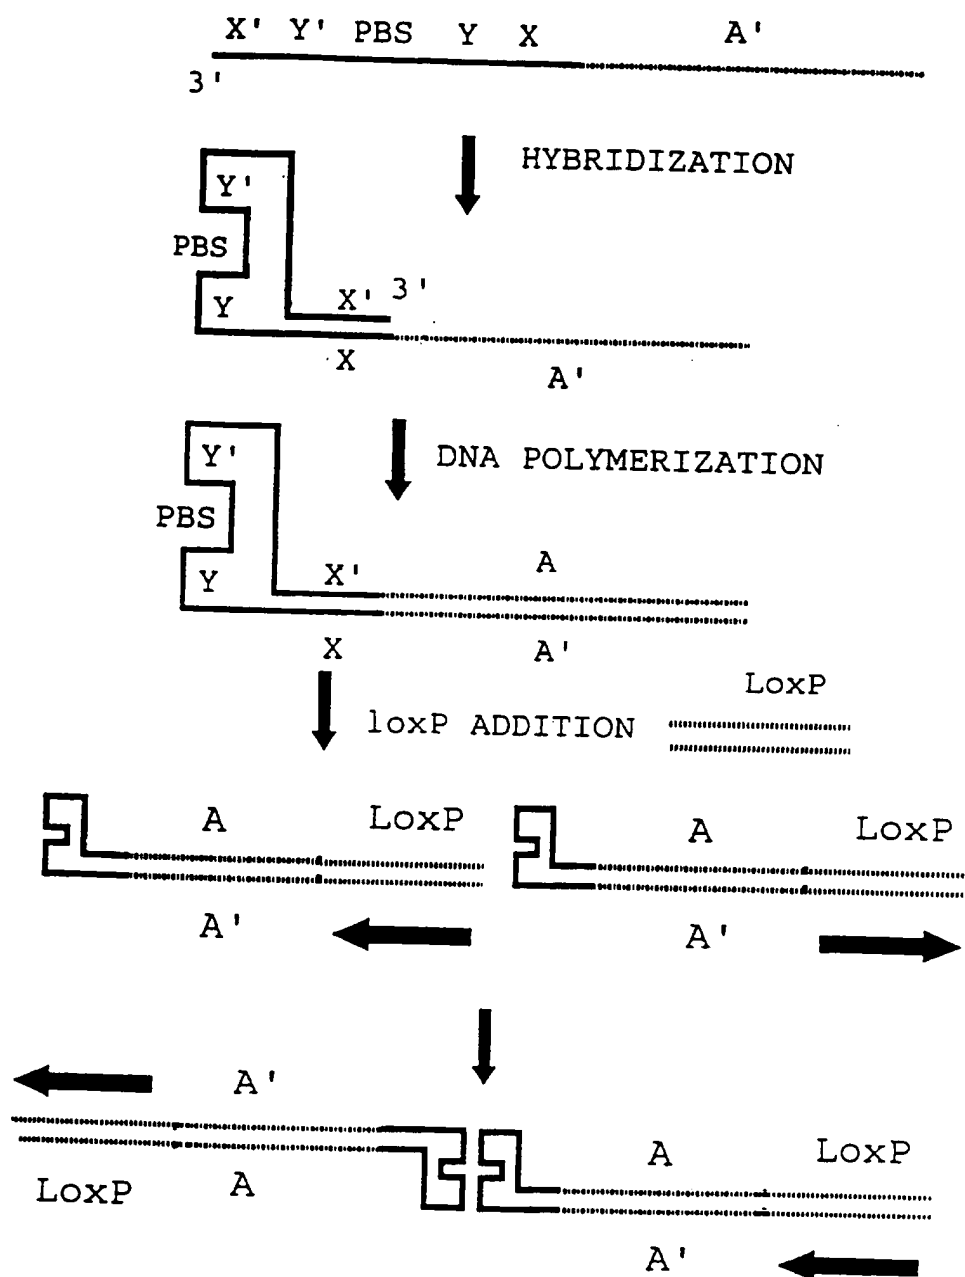 X' Y' PBS Y X A'
3'
HYBRIDIZATION
Y'
PBS
Y X' 3'
X A'
DNA POLYMERIZATION
Y'
PBS
Y X' A
X A'
LoxP
loxP ADDITION
A LoxP A LoxP
A' A'
A'
A LoxP
LoxP A
A'